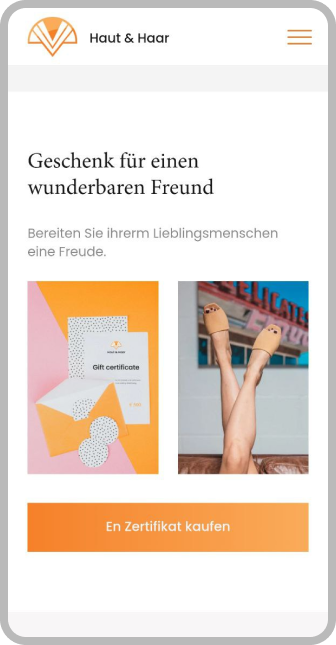 Haut & Haar
Geschenk für einen
wunderbaren Freund
Bereiten Sie ihrerm Lieblingsmenschen
eine Freude.
Gift certificate
En Zertifikat kaufen